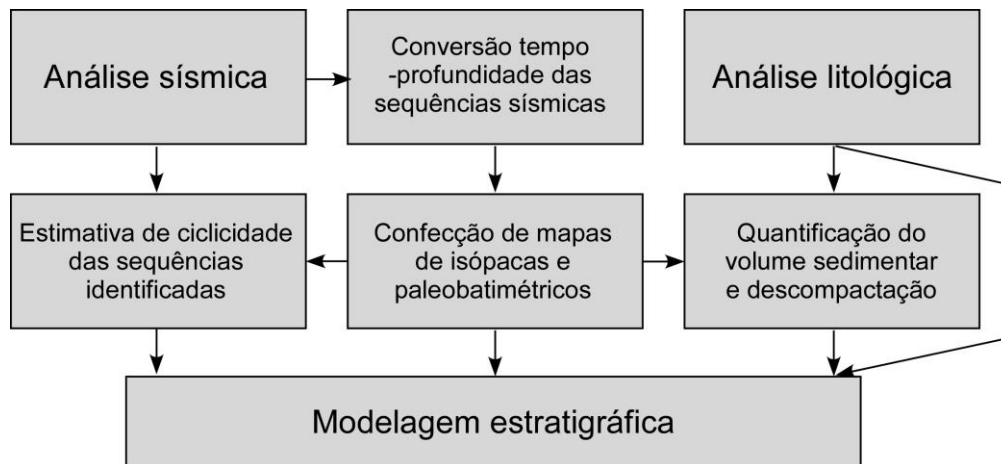 Análise sísmica
Conversão tempo
-profundidade das
sequências sísmicas
Análise litológica
Estimativa de ciclicidade
das sequências
identificadas
Confecção de mapas
de isópacas e
paleobatimétricos
Quantificação do
volume sedimentar
e descompactação
Modelagem estratigráfica